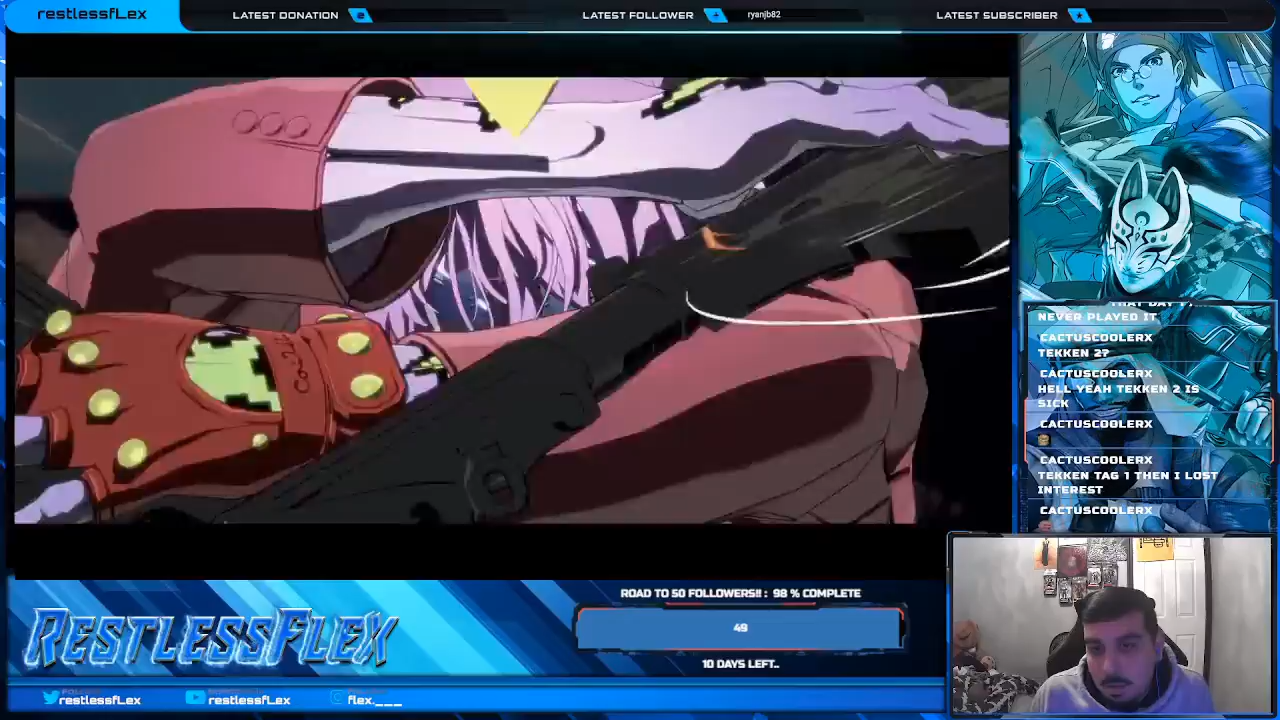 restlessfLex
LATEST DONATION
LATEST FOLLOWER
ryanjb82
LATEST SUBSCRIBER
NEVER PLAYED IT
CACTUSCOOLERX
TEKKEN 2?
CACTUSCOOLERX
HELL YEAH TEKKEN 2 IS
SICK
CACTUSCOOLERX
CACTUSCOOLERX
TEKKEN TAG 1 THEN I LOST
INTEREST
CACTUSCOOLERX
ROAD TO 50 FOLLOWERS!! : 98 % COMPLETE
49
10 DAYS LEFT..
RESTLESSFLEX
restlessfLex
restlessfLex
flex.___